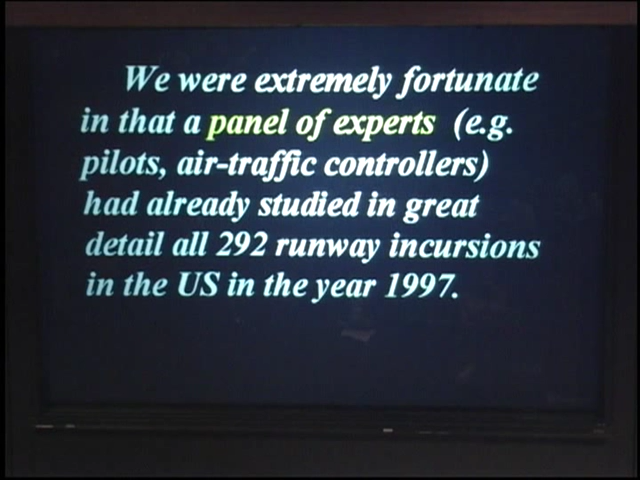 We were extremely fortunate
in that a panel of experts (e.g.
pilots, air-traffic controllers)
had already studied in great
detail all 292 runway incursions
in the US in the year 1997.